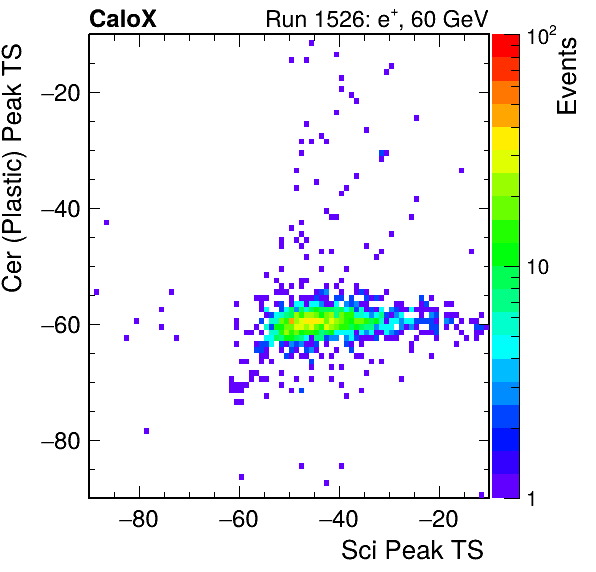 CaloX Run 1526: e⁺, 60 GeV
Cer (Plastic) Peak TS
−20
−40
−60
−80
−80 −60 −40 −20
Sci Peak TS
10²
10
1
Events